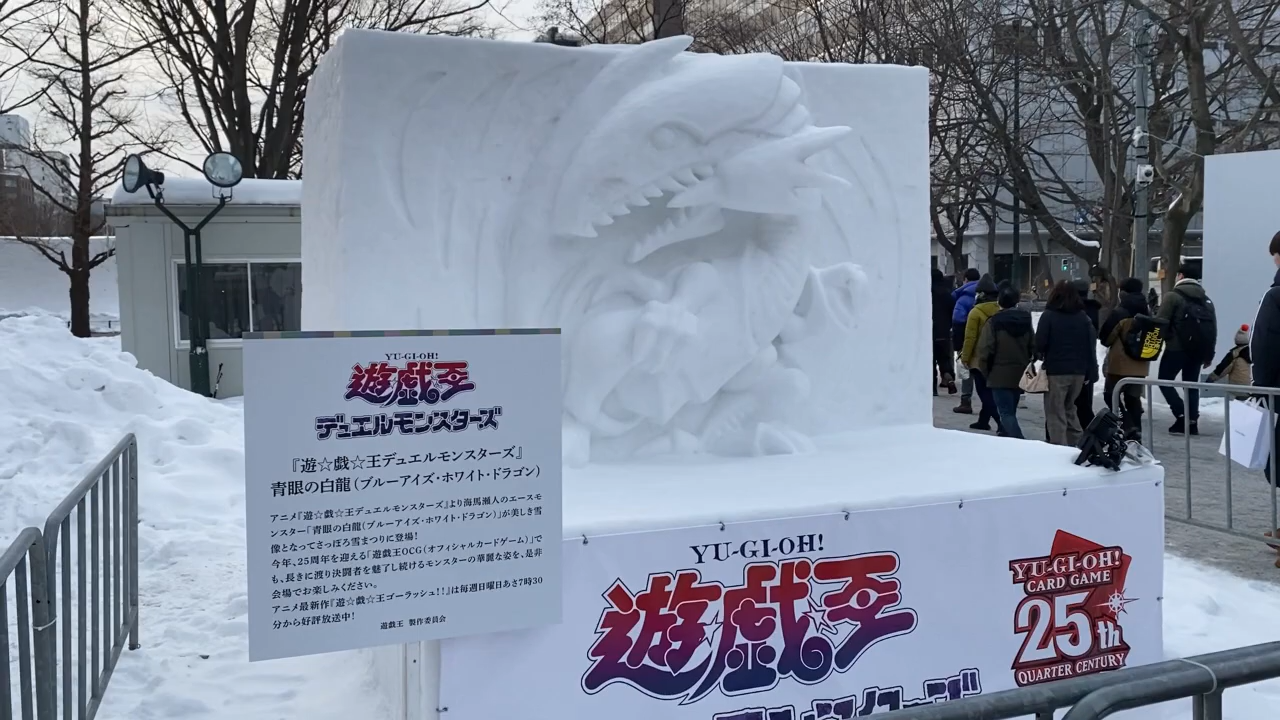 YU-GI-OH!
遊戯王
デュエルモンスターズ
『遊☆戯☆王デュエルモンスターズ』
青眼の白龍（ブルーアイズ・ホワイト・ドラゴン）
アニメ『遊☆戯☆王デュエルモンスターズ』より海馬瀬人のエースモ
ンスター「青眼の白龍（ブルーアイズ・ホワイト・ドラゴン）」が美しき雪
像となってさっぽろ雪まつりに登場！
今年、25周年を迎える「遊戯王OCG（オフィシャルカードゲーム）」で
も、長きに渡り決闘者を魅了し続けるモンスターの華麗な姿を、是非
会場でお楽しみください。
アニメ最新作『遊☆戯☆王ゴーラッシュ！！』は毎週日曜日あさ7時30
分から好評放送中！
遊戯王 製作委員会
YU-GI-OH!
遊戯王
デュエルモンスターズ
YU-GI-OH!
CARD GAME
25th
QUARTER CENTURY